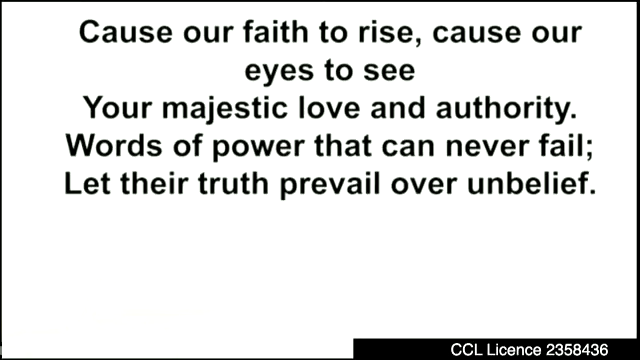 Cause our faith to rise, cause our
eyes to see
Your majestic love and authority.
Words of power that can never fail;
Let their truth prevail over unbelief.
CCL Licence 2358436